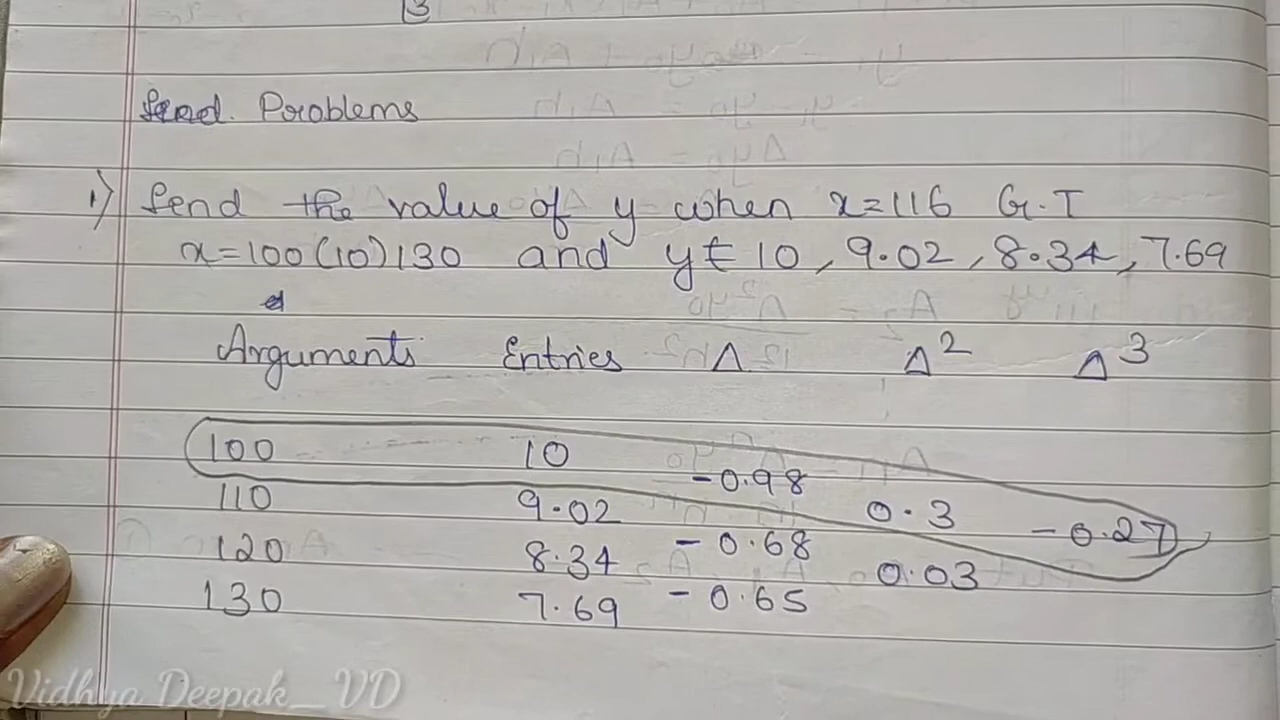 3
Problems
1) Find the value of y when x=116 G.T
x=100(10)130 and y= 10, 9.02, 8.34, 7.69
Arguments Entries Δ Δ² Δ³
100 10
-0.98
110 9.02 0.3
-0.68 -0.27
120 8.34 0.03
-0.65
130 7.69
Vidhya Deepak_VD